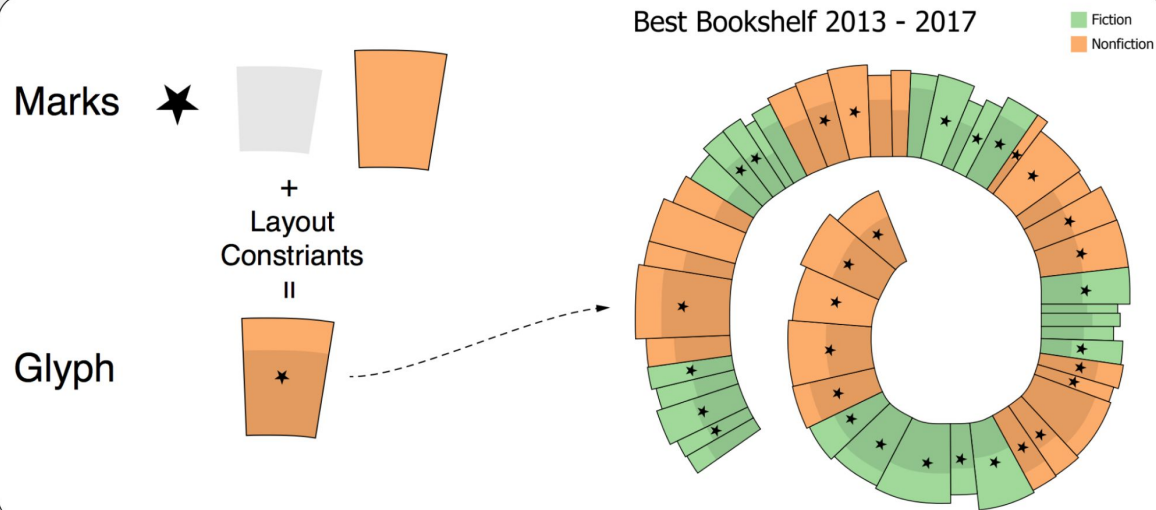 Best Bookshelf 2013 - 2017
Fiction
Nonfiction
Marks
+
Layout
Constriants
=
Glyph